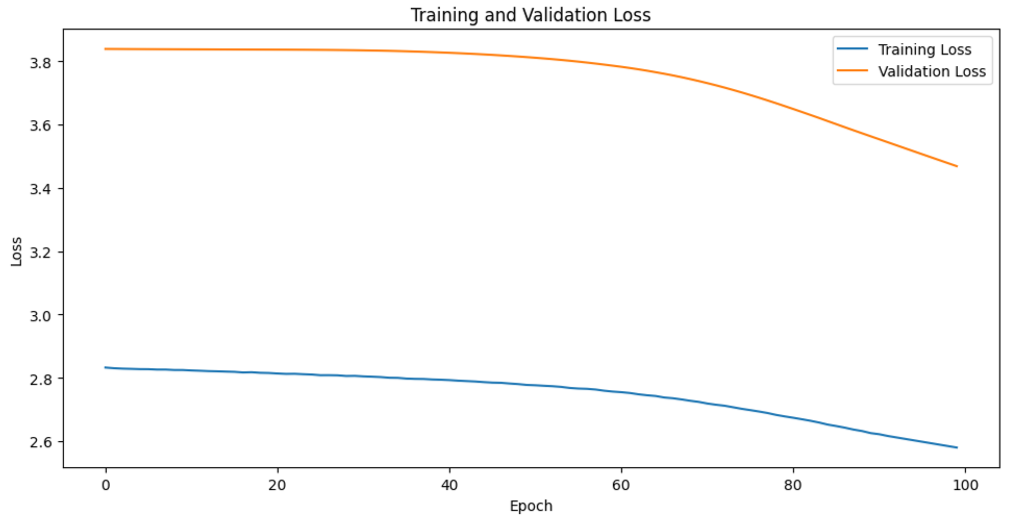 Training and Validation Loss
Training Loss
Validation Loss
3.8
3.6
3.4
3.2
3.0
2.8
2.6
Loss
0
20
40
60
80
100
Epoch